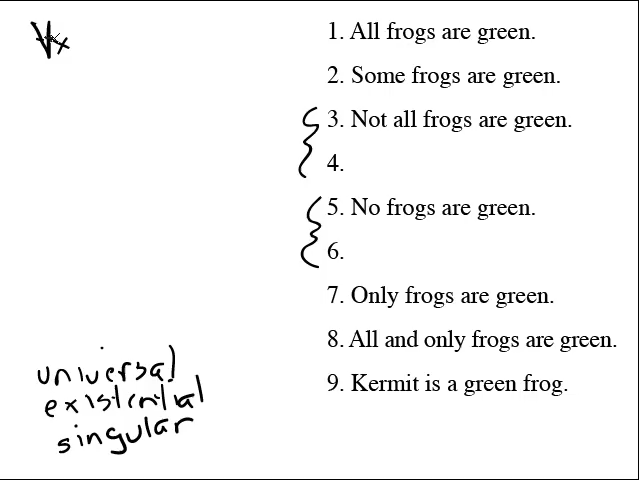 ∀x
1. All frogs are green.
2. Some frogs are green.
3. Not all frogs are green.
4.
5. No frogs are green.
6.
7. Only frogs are green.
8. All and only frogs are green.
9. Kermit is a green frog.
universal
existential
singular